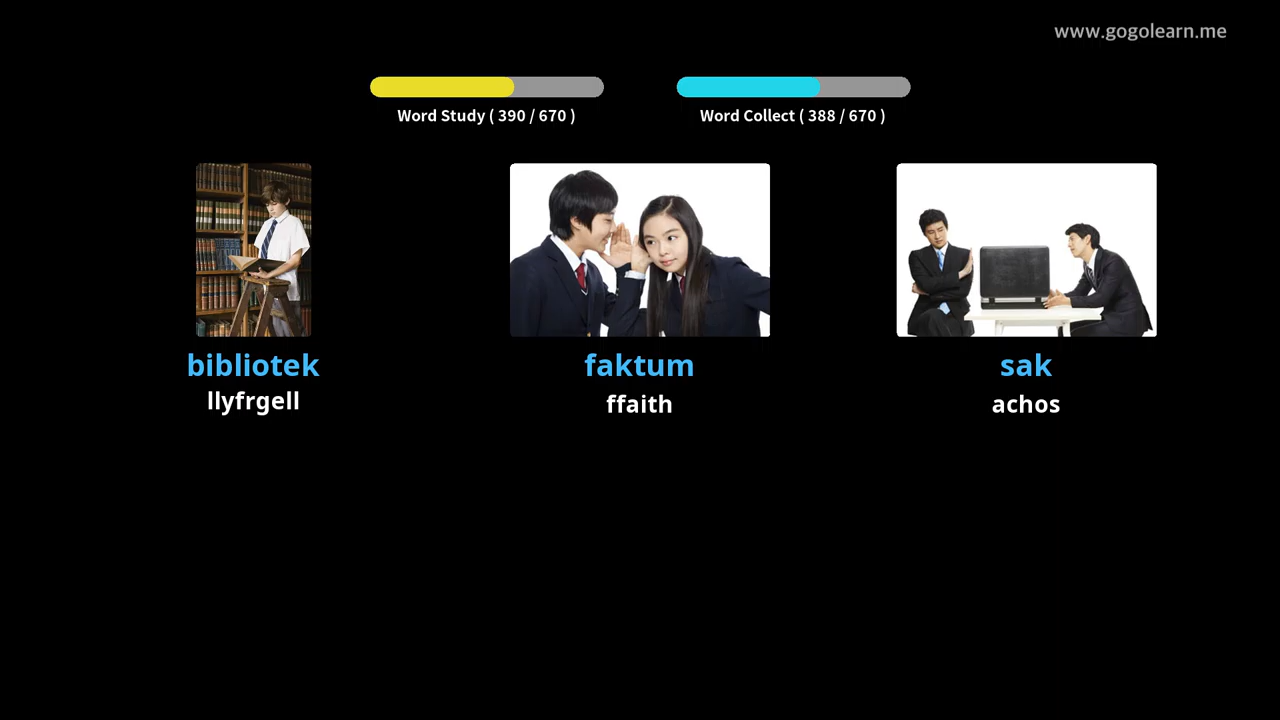 www.gogolearn.me
Word Study ( 390 / 670 )
Word Collect ( 388 / 670 )
bibliotek
llyfrgell
faktum
ffaith
sak
achos